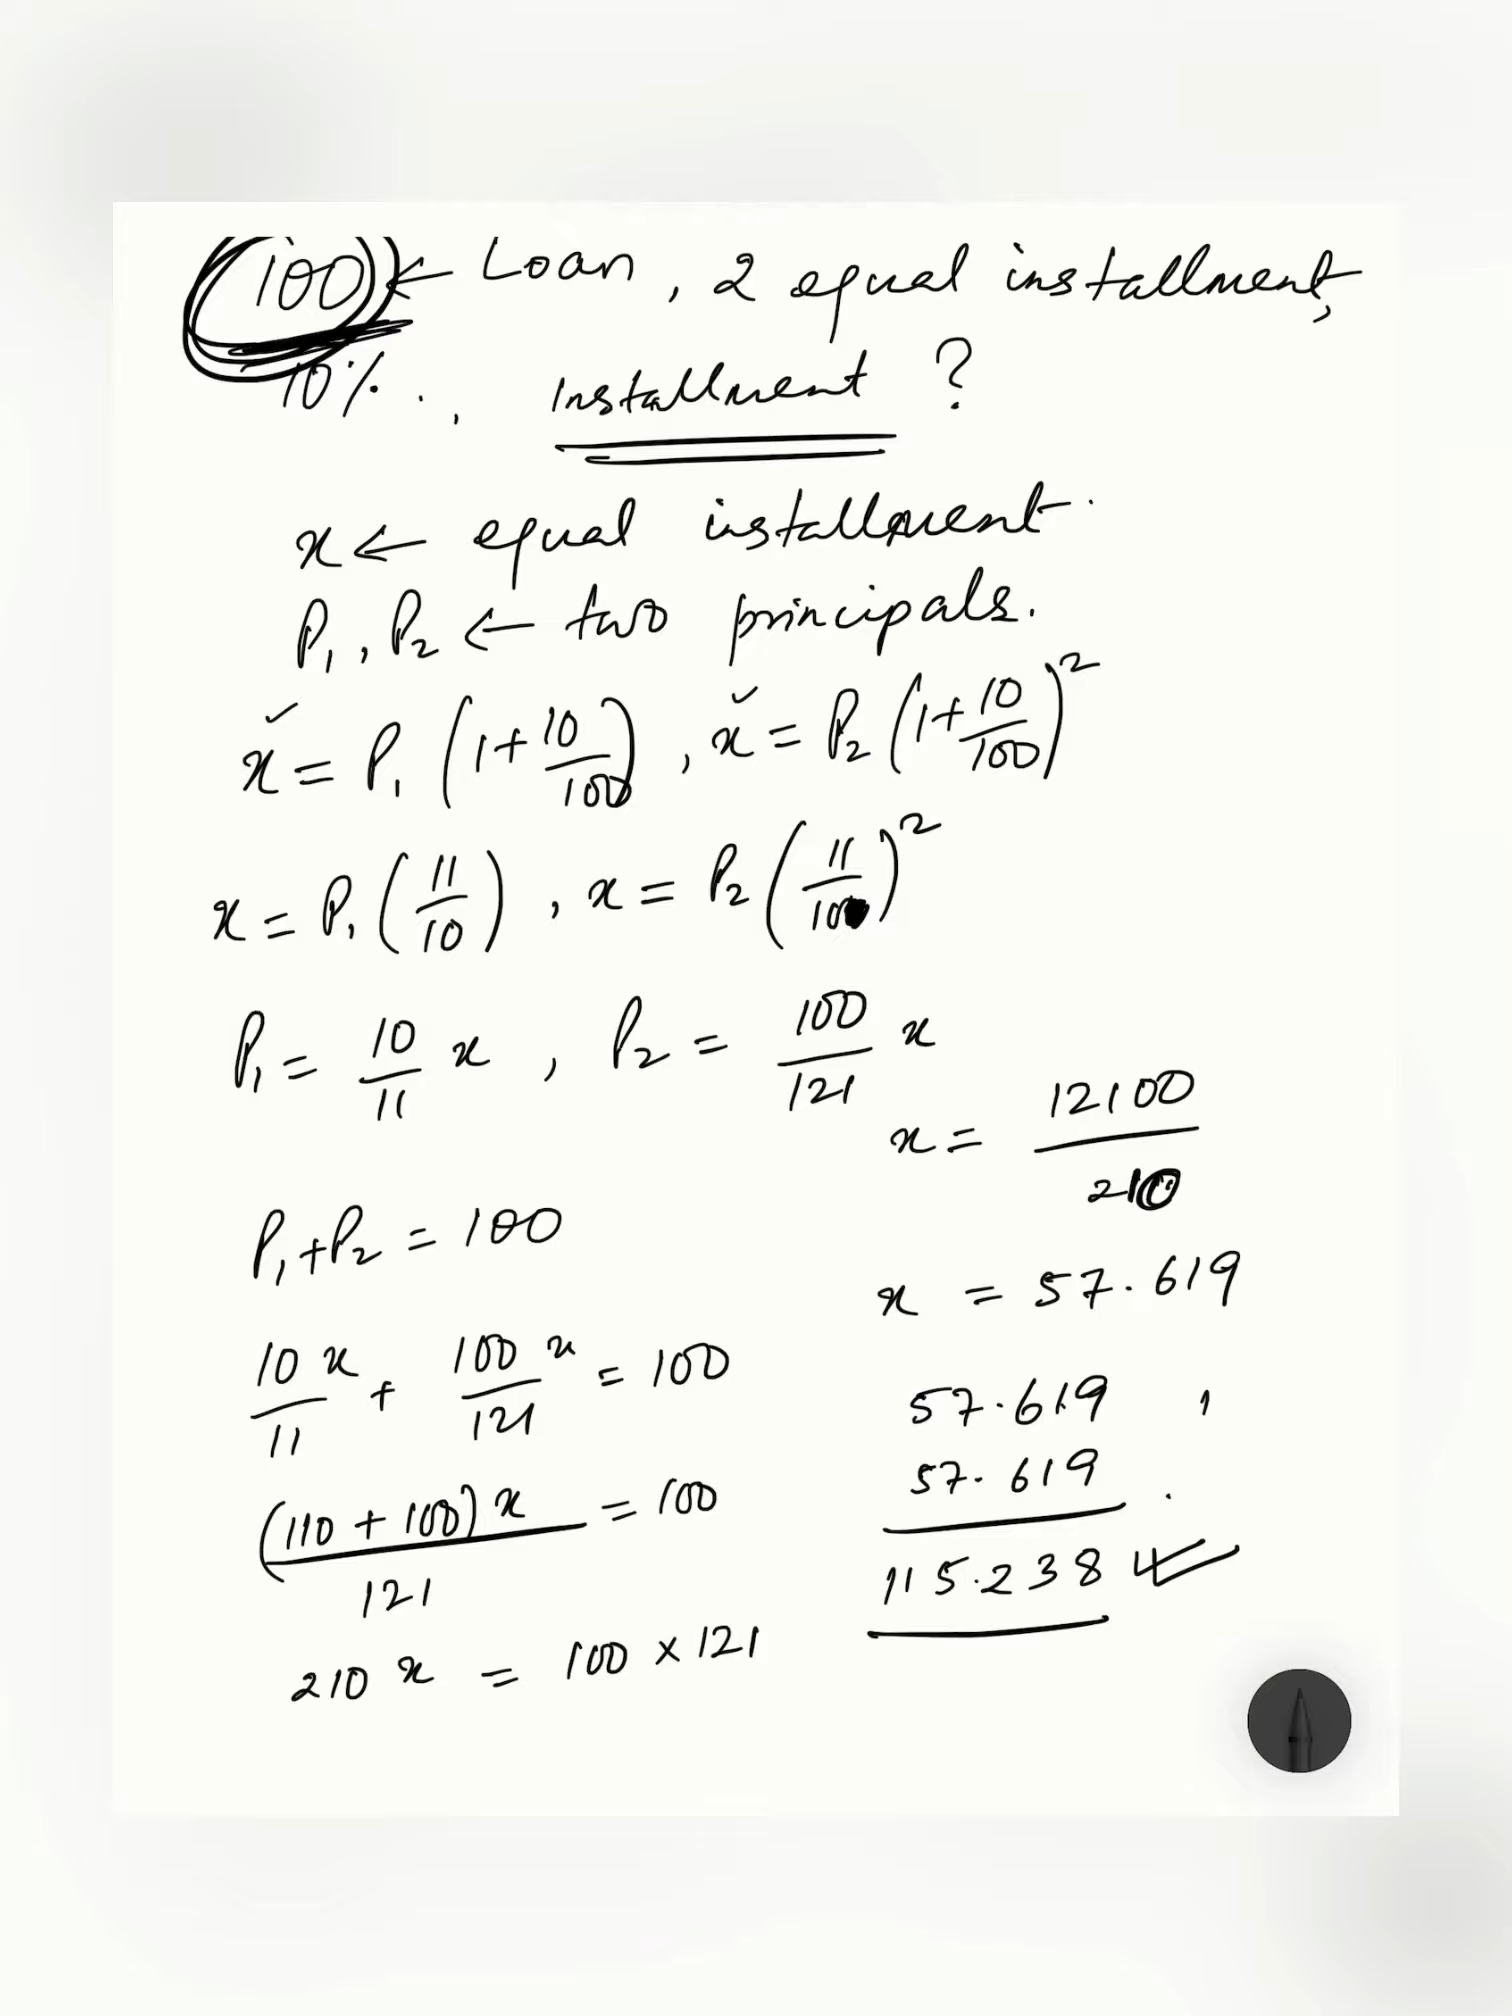 100 ← Loan, 2 equal installment,
10%., Installment ?
x ← equal installment.
P₁, P₂ ← two principals.
x = P₁ (1 + 10/100), x = P₂ (1 + 10/100)²
x = P₁ (11/10), x = P₂ (11/10)²
P₁ = 10/11 x, P₂ = 100/121 x
P₁ + P₂ = 100
10x/11 + 100x/121 = 100
(110 + 100)x/121 = 100
210x = 100 × 121
x = 12100/210
x = 57.619
57.619
57.619
115.238